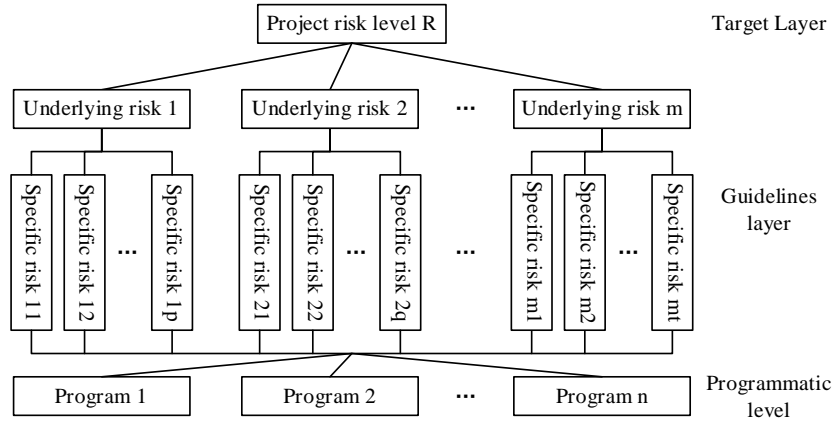 Project risk level R
Target Layer
Underlying risk 1
Underlying risk 2
...
Underlying risk m
Specific risk 11
Specific risk 12
...
Specific risk 1p
Specific risk 21
Specific risk 22
...
Specific risk 2q
...
Specific risk m1
Specific risk m2
...
Specific risk mt
Guidelines
layer
Program 1
Program 2
...
Program n
Programmatic
level